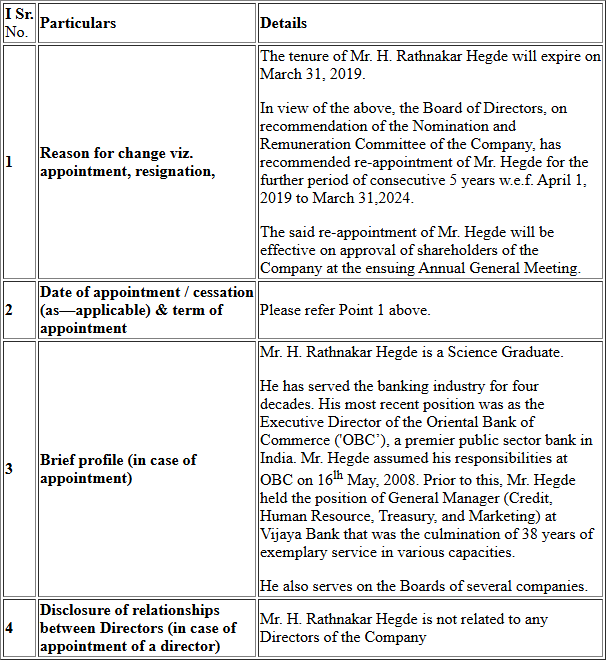 I Sr. No.
Particulars
Details
1
Reason for change viz.
appointment, resignation,
The tenure of Mr. H. Rathnakar Hegde will expire on
March 31, 2019.
In view of the above, the Board of Directors, on
recommendation of the Nomination and
Remuneration Committee of the Company, has
recommended re-appointment of Mr. Hegde for the
further period of consecutive 5 years w.e.f. April 1,
2019 to March 31,2024.
The said re-appointment of Mr. Hegde will be
effective on approval of shareholders of the
Company at the ensuing Annual General Meeting.
2
Date of appointment / cessation
(as—applicable) & term of
appointment
Please refer Point 1 above.
3
Brief profile (in case of
appointment)
Mr. H. Rathnakar Hegde is a Science Graduate.
He has served the banking industry for four
decades. His most recent position was as the
Executive Director of the Oriental Bank of
Commerce ('OBC’), a premier public sector bank in
India. Mr. Hegde assumed his responsibilities at
OBC on 16lh May, 2008. Prior to this, Mr. Hegde
held the position of General Manager (Credit,
Human Resource, Treasury, and Marketing) at
Vijaya Bank that was the culmination of 38 years of
exemplary service in various capacities.
He also serves on the Boards of several companies.
4
Disclosure of relationships
between Directors (in case of
appointment of a director)
Mr. H. Rathnakar Hegde is not related to any
Directors of the Company